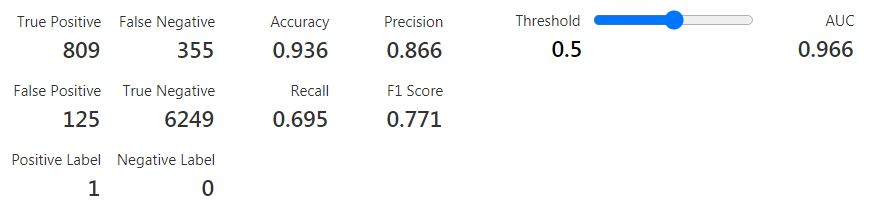 True Positive False Negative Accuracy Precision Threshold AUC
809 355 0.936 0.866 0.5 0.966
False Positive True Negative Recall F1 Score
125 6249 0.695 0.771
Positive Label Negative Label
1 0